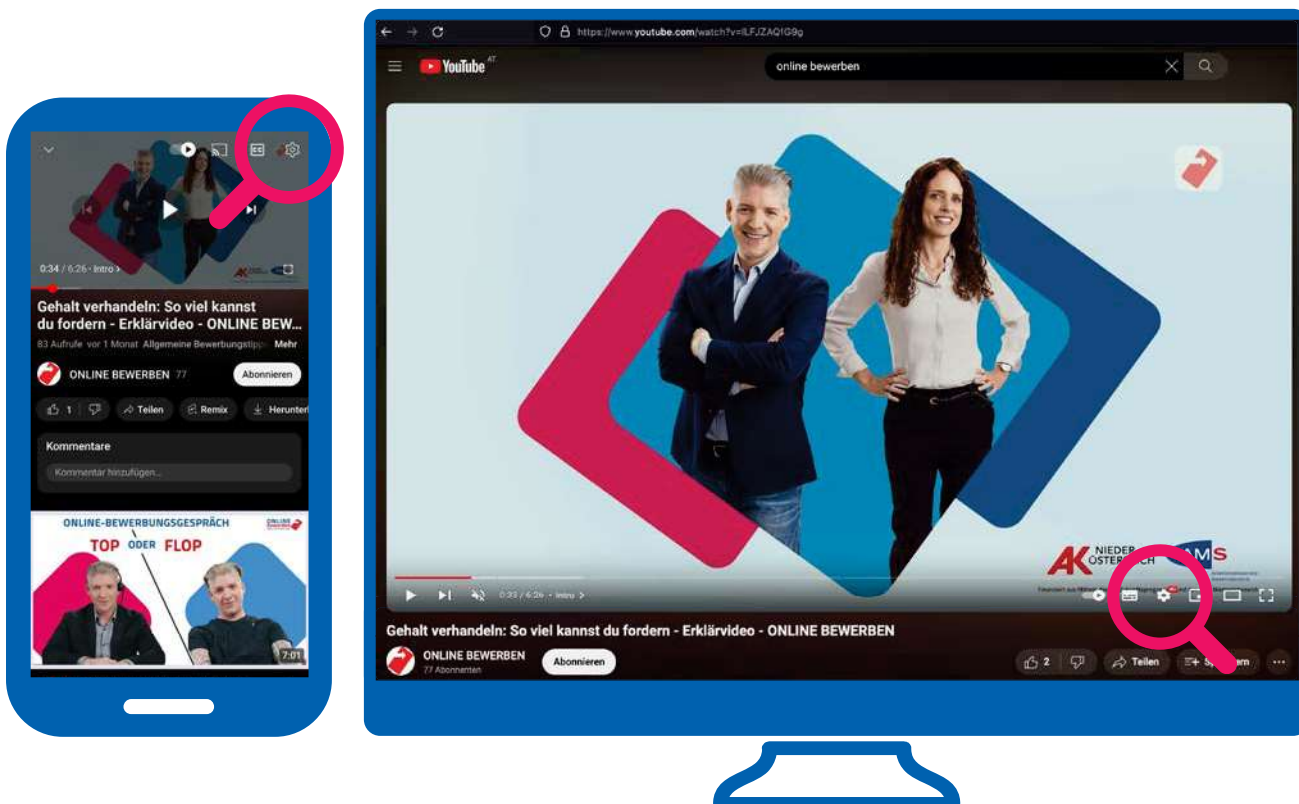 0:34 / 6:26 • Intro >
Gehalt verhandeln: So viel kannst
du fordern - Erklärvideo - ONLINE BEW...
83 Aufrufe vor 1 Monat Allgemeine Bewerbungstipps Mehr
ONLINE BEWERBEN 77
Abonnieren
1
Teilen
Remix
Herunterl
Kommentare
Kommentar hinzufügen...
ONLINE-BEWERBUNGSGESPRÄCH
TOP ODER FLOP
7:01
https://www.youtube.com/watch?v=
YouTube AT
online bewerben
AK
NIEDER
ÖSTERREICH
AMS
0:33 / 6:26 • Intro >
Gehalt verhandeln: So viel kannst du fordern - Erklärvideo - ONLINE BEWERBEN
ONLINE BEWERBEN
77 Abonnenten
Abonnieren
2
Teilen